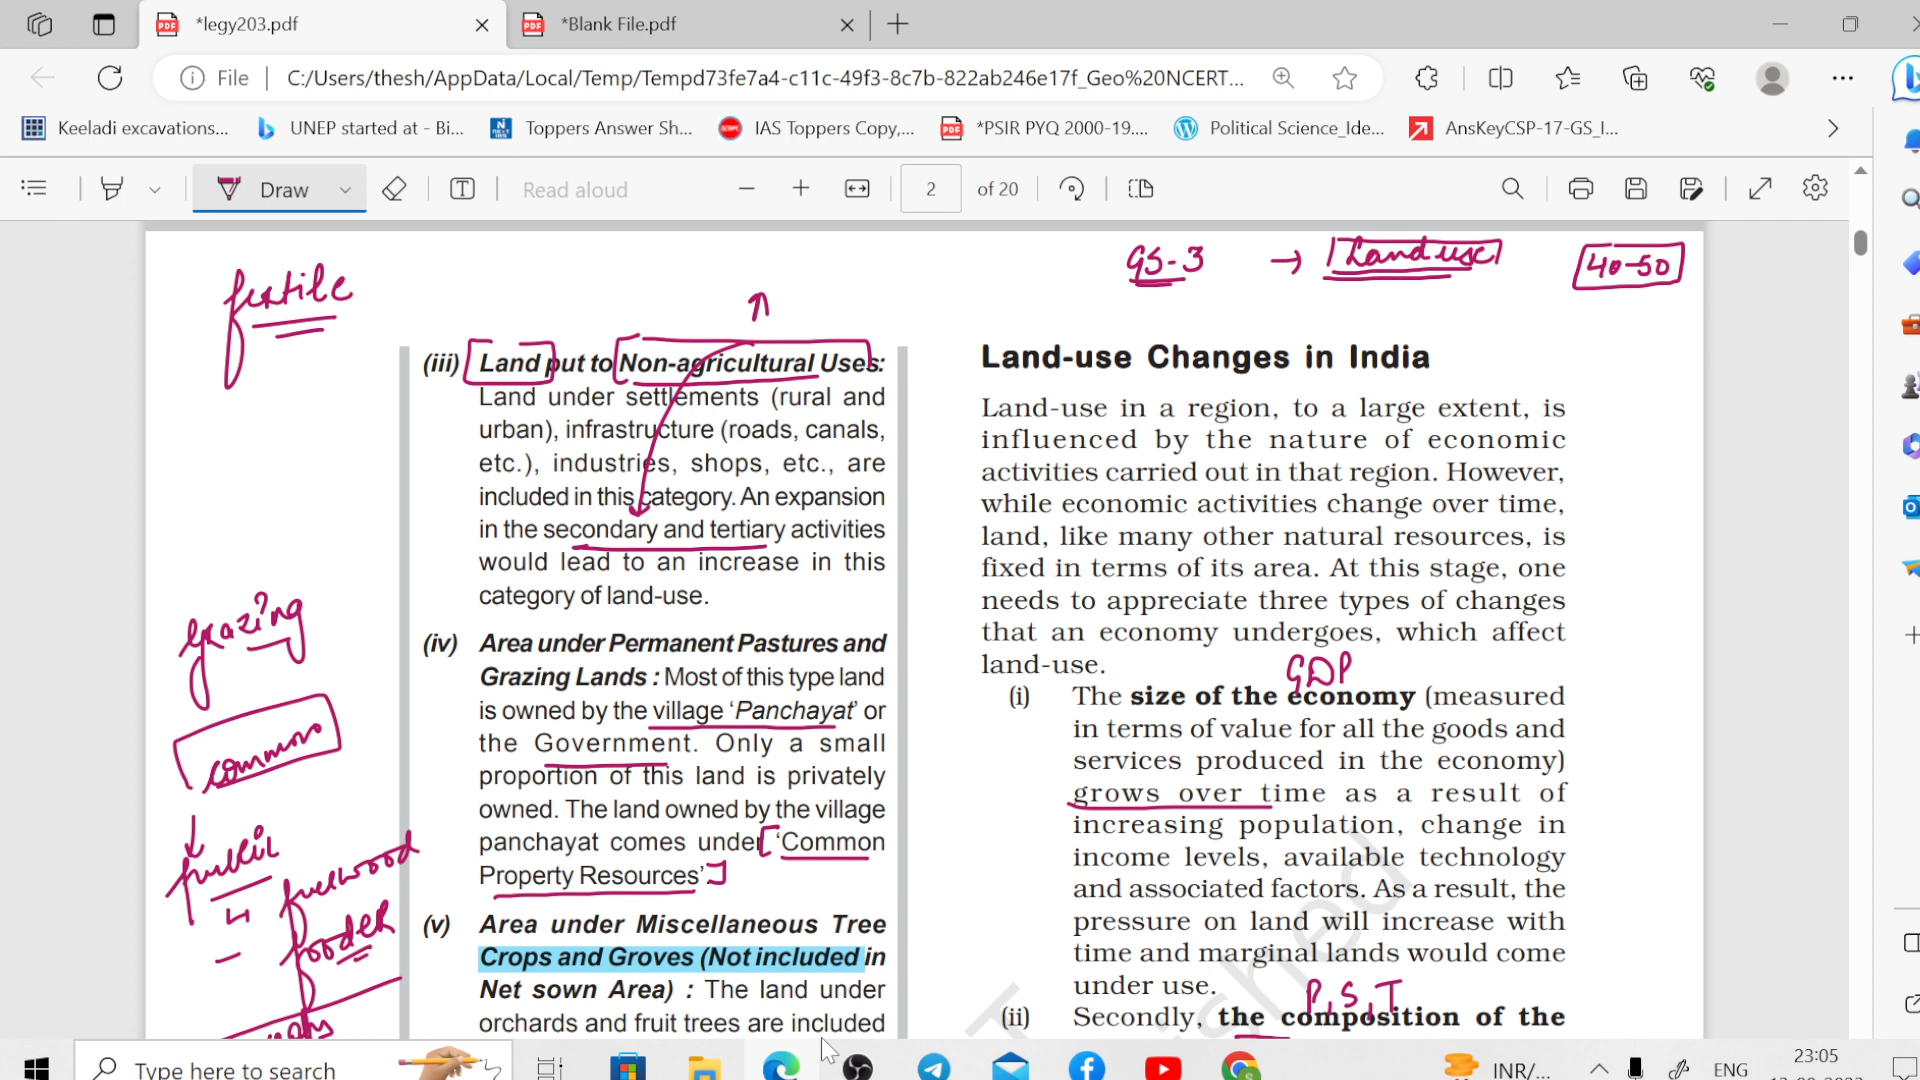 *legy203.pdf
*Blank File.pdf
File
C:/Users/thesh/AppData/Local/Temp/Tempd73fe7a4-c11c-49f3-8c7b-822ab246e17f_Geo%20NCERT...
Keeladi excavations...
UNEP started at - Bi...
Toppers Answer Sh...
IAS Toppers Copy,...
*PSIR PYQ 2000-19....
Political Science_Ide...
AnsKeyCSP-17-GS_I...
Draw
Read aloud
2
of 20
GS-3 → Land use
40-50
fertile
(iii) Land put to Non-agricultural Uses:
Land under settlements (rural and
urban), infrastructure (roads, canals,
etc.), industries, shops, etc., are
included in this category. An expansion
in the secondary and tertiary activities
would lead to an increase in this
category of land-use.
grazing
(iv) Area under Permanent Pastures and
Grazing Lands : Most of this type land
is owned by the village ‘Panchayat’ or
the Government. Only a small
proportion of this land is privately
owned. The land owned by the village
panchayat comes under ‘Common
Property Resources’.
common
fuelwood
fodder
(v) Area under Miscellaneous Tree
Crops and Groves (Not included in
Net sown Area) : The land under
orchards and fruit trees are included
Land-use Changes in India
Land-use in a region, to a large extent, is
influenced by the nature of economic
activities carried out in that region. However,
while economic activities change over time,
land, like many other natural resources, is
fixed in terms of its area. At this stage, one
needs to appreciate three types of changes
that an economy undergoes, which affect
land-use.
GDP
(i) The size of the economy (measured
in terms of value for all the goods and
services produced in the economy)
grows over time as a result of
increasing population, change in
income levels, available technology
and associated factors. As a result, the
pressure on land will increase with
time and marginal lands would come
under use.
P, S, T
(ii) Secondly, the composition of the
Type here to search
INR/...
ENG
23:05